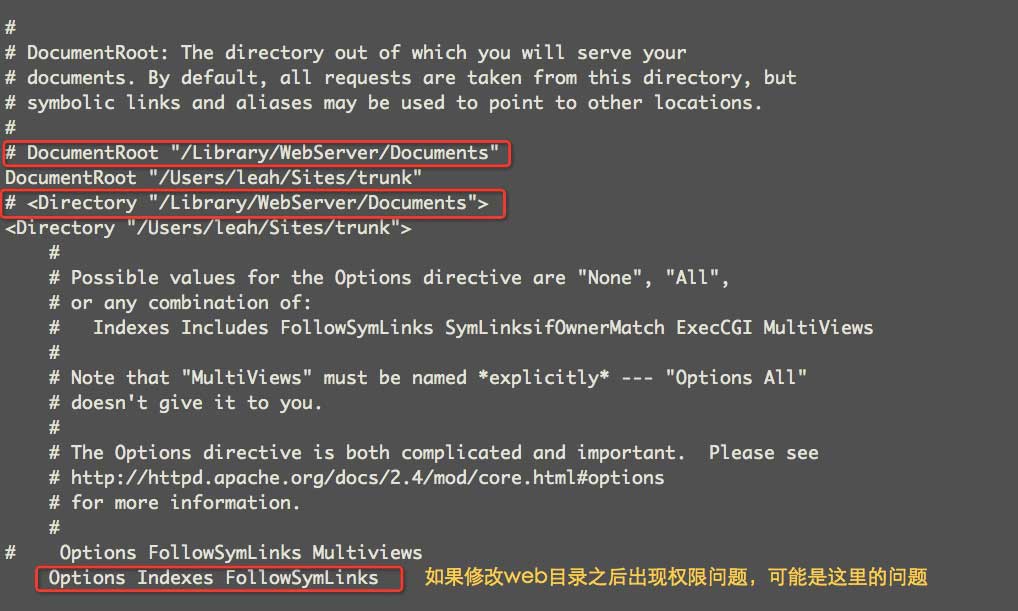 #
# DocumentRoot: The directory out of which you will serve your
# documents. By default, all requests are taken from this directory, but
# symbolic links and aliases may be used to point to other locations.
#
# DocumentRoot "/Library/WebServer/Documents"
DocumentRoot "/Users/leah/Sites/trunk"
# <Directory "/Library/WebServer/Documents">
<Directory "/Users/leah/Sites/trunk">
    #
    # Possible values for the Options directive are "None", "All",
    # or any combination of:
    #   Indexes Includes FollowSymLinks SymLinksifOwnerMatch ExecCGI MultiViews
    #
    # Note that "MultiViews" must be named *explicitly* --- "Options All"
    # doesn't give it to you.
    #
    # The Options directive is both complicated and important.  Please see
    # http://httpd.apache.org/docs/2.4/mod/core.html#options
    # for more information.
    #
#    Options FollowSymLinks Multiviews
    Options Indexes FollowSymLinks 如果修改web目录之后出现权限问题，可能是这里的问题